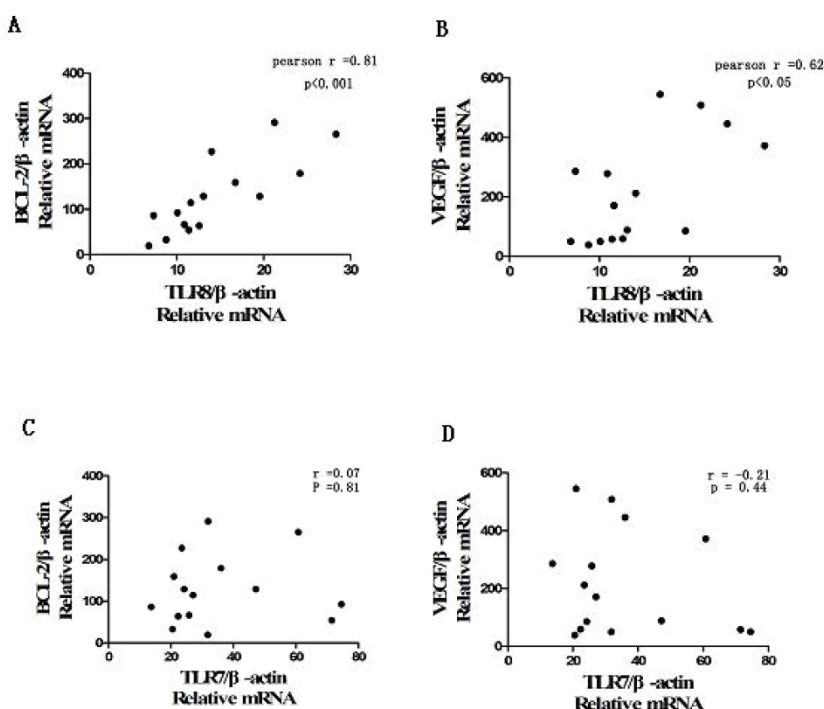 A
pearson r =0.81
p<0.001
BCL-2/β -actin
Relative mRNA
400
300
200
100
0
0 10 20 30
TLR8/β -actin
Relative mRNA
B
pearson r =0.62
p<0.05
VEGF/β -actin
Relative mRNA
600
400
200
0
0 10 20 30
TLR8/β -actin
Relative mRNA
C
r =0.07
P =0.81
BCL-2/β -actin
Relative mRNA
400
300
200
100
0
0 20 40 60 80
TLR7/β -actin
Relative mRNA
D
r = -0.21
p = 0.44
VEGF/β -actin
Relative mRNA
600
400
200
0
0 20 40 60 80
TLR7/β -actin
Relative mRNA